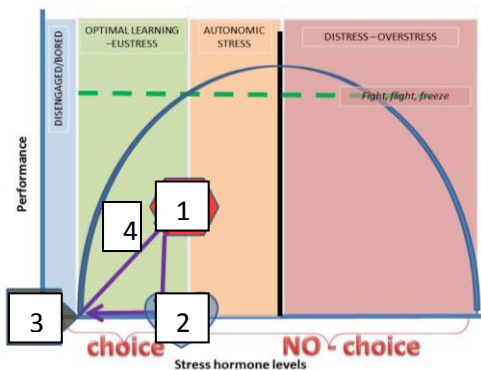 DISENGAGED/BORED
OPTIMAL LEARNING
–EUSTRESS
AUTONOMIC
STRESS
DISTRESS – OVERSTRESS
Fight, flight, freeze
Performance
1
4
3
2
choice
NO - choice
Stress hormone levels